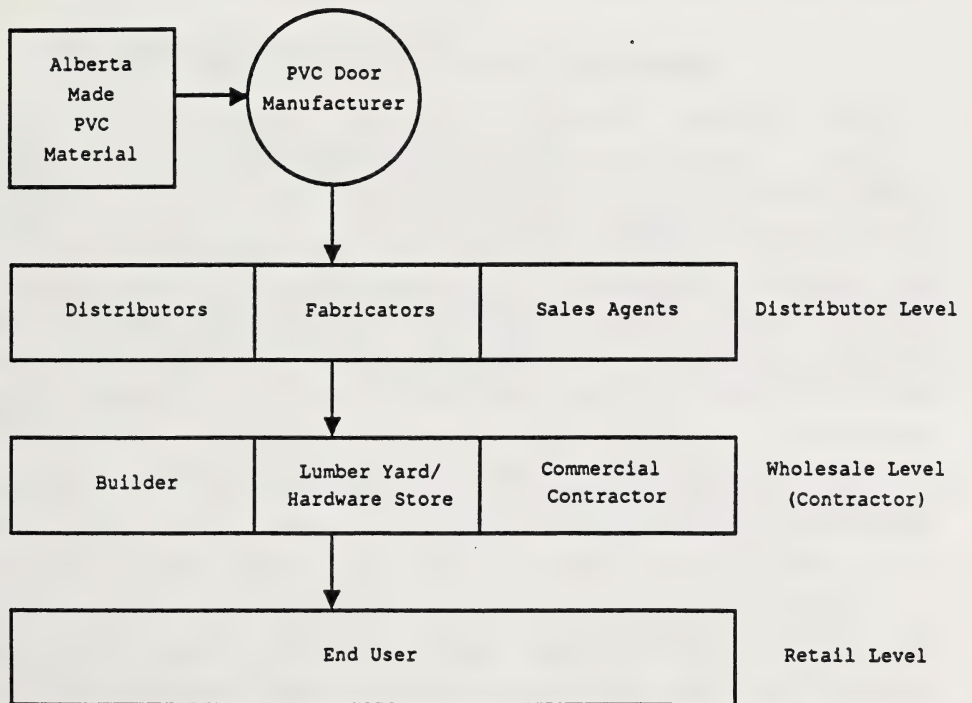 Alberta
Made
PVC
Material
PVC Door
Manufacturer
Distributors
Fabricators
Sales Agents
Distributor Level
Builder
Lumber Yard/
Hardware Store
Commercial
Contractor
Wholesale Level
(Contractor)
End User
Retail Level